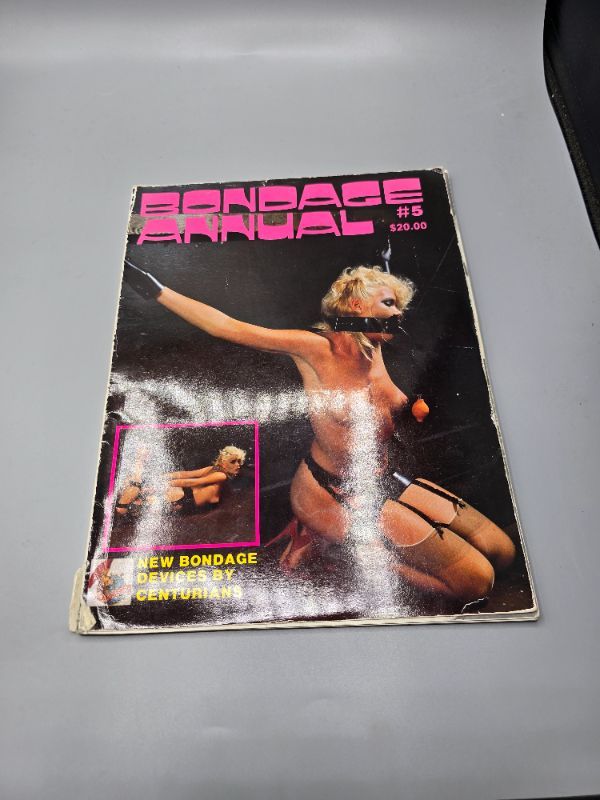 BONDAGE
ANNUAL #5
$20.00
NEW BONDAGE
DEVICES BY
CENTURIANS